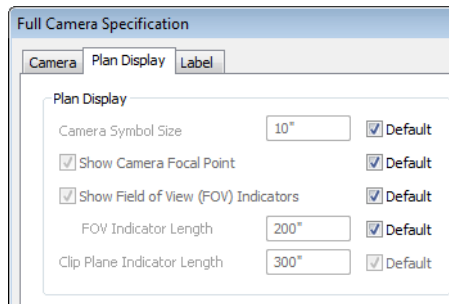 Full Camera Specification
Camera Plan Display Label
Plan Display
Camera Symbol Size 10" Default
Show Camera Focal Point Default
Show Field of View (FOV) Indicators Default
FOV Indicator Length 200" Default
Clip Plane Indicator Length 300" Default